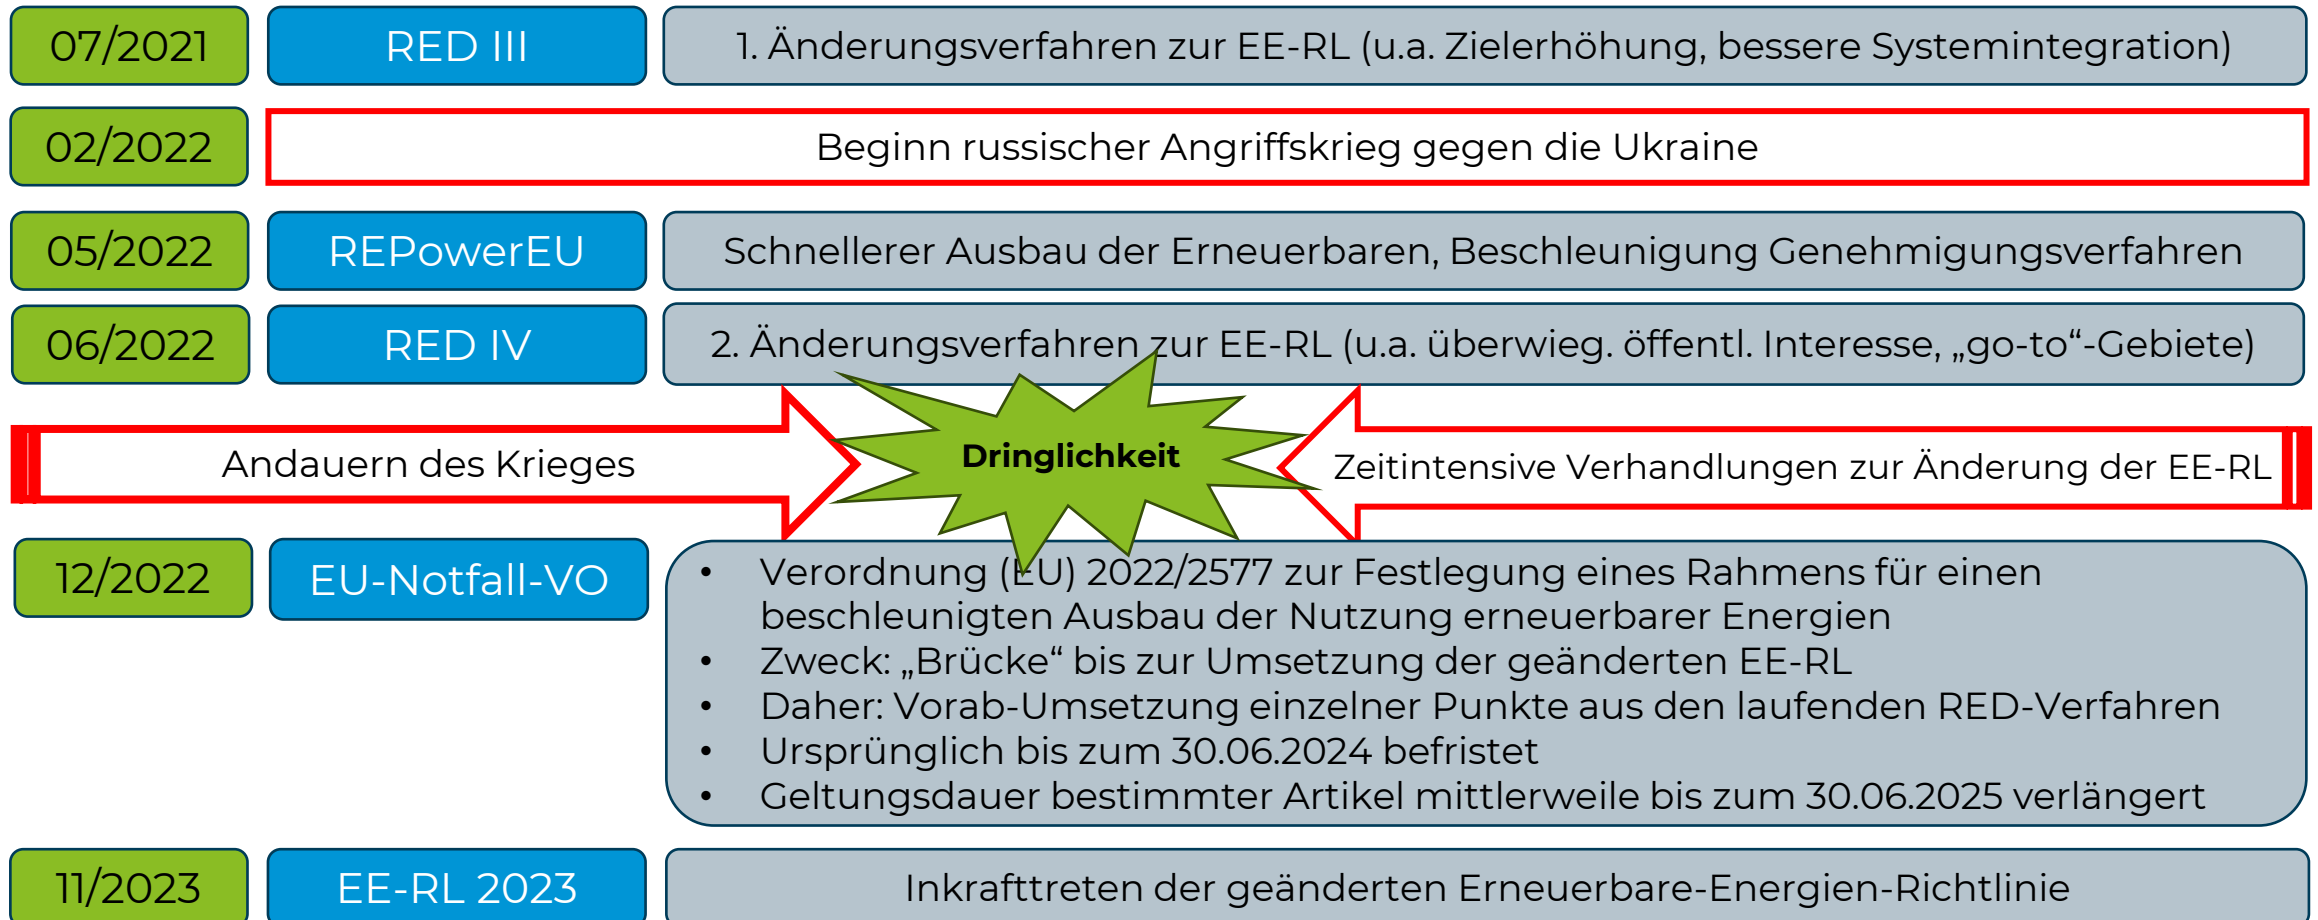 07/2021 RED III 1. Änderungsverfahren zur EE-RL (u.a. Zielerhöhung, bessere Systemintegration)
02/2022 Beginn russischer Angriffskrieg gegen die Ukraine
05/2022 REPowerEU Schnellerer Ausbau der Erneuerbaren, Beschleunigung Genehmigungsverfahren
06/2022 RED IV 2. Änderungsverfahren zur EE-RL (u.a. überwieg. öffentl. Interesse, „go-to“-Gebiete)
Andauern des Krieges Dringlichkeit Zeitintensive Verhandlungen zur Änderung der EE-RL
12/2022 EU-Notfall-VO • Verordnung (EU) 2022/2577 zur Festlegung eines Rahmens für einen
beschleunigten Ausbau der Nutzung erneuerbarer Energien
• Zweck: „Brücke“ bis zur Umsetzung der geänderten EE-RL
• Daher: Vorab-Umsetzung einzelner Punkte aus den laufenden RED-Verfahren
• Ursprünglich bis zum 30.06.2024 befristet
• Geltungsdauer bestimmter Artikel mittlerweile bis zum 30.06.2025 verlängert
11/2023 EE-RL 2023 Inkrafttreten der geänderten Erneuerbare-Energien-Richtlinie